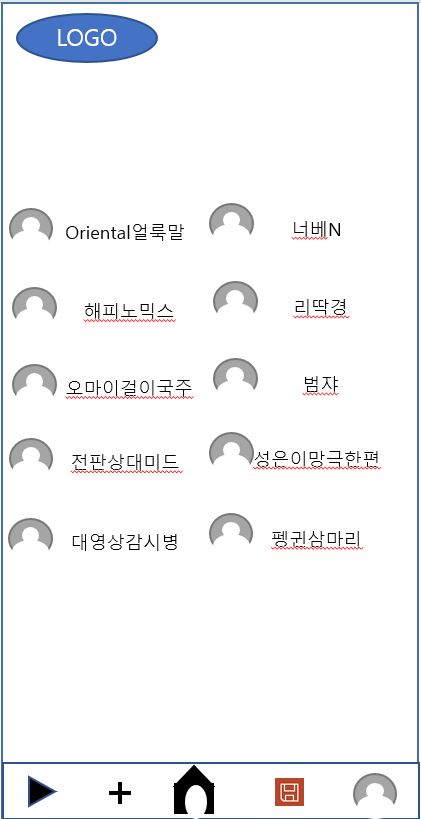 LOGO
Oriental얼룩말 너베N
해피노믹스 리딱경
오마이걸이국주 범쟈
전판상대미드 성은이망극한편
대영상감시병 펭귄삼마리